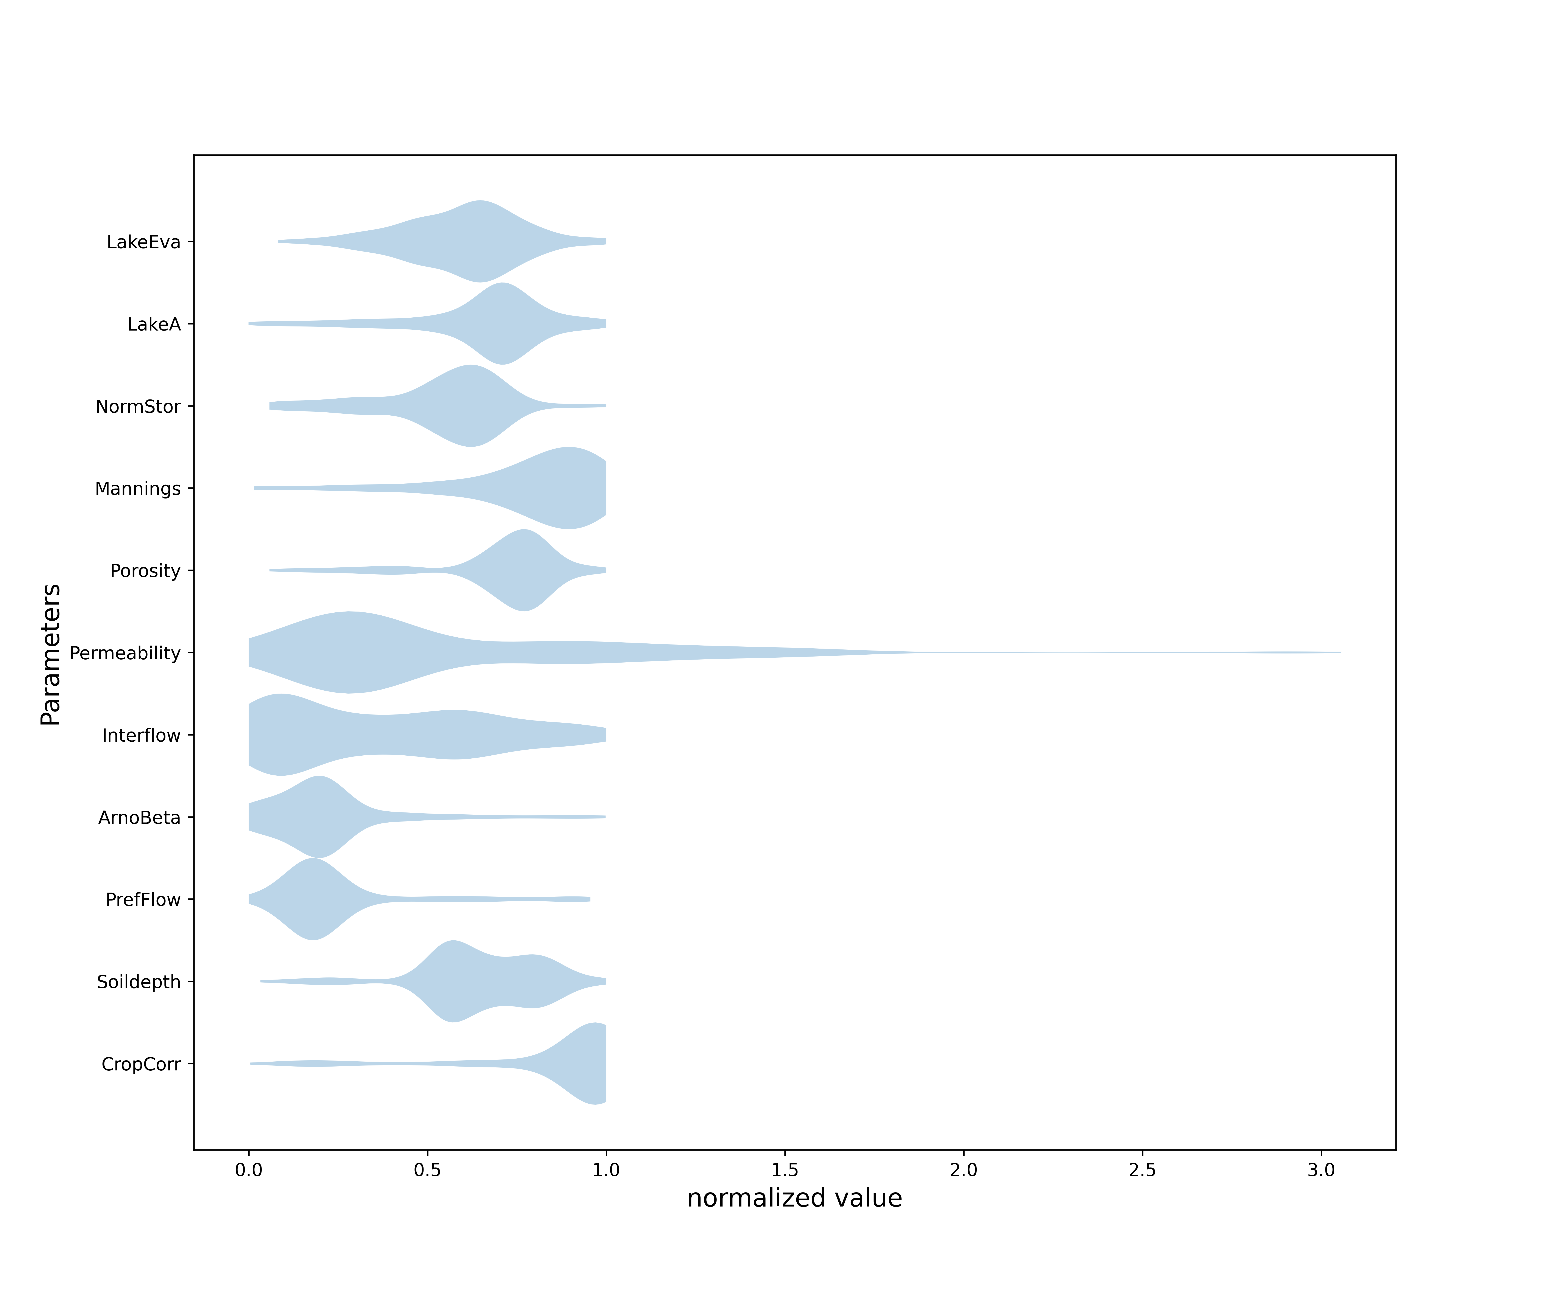 LakeEva
LakeA
NormStor
Mannings
Porosity
Permeability
Interflow
ArnoBeta
PrefFlow
Soildepth
CropCorr
Parameters
0.0 0.5 1.0 1.5 2.0 2.5 3.0
normalized value